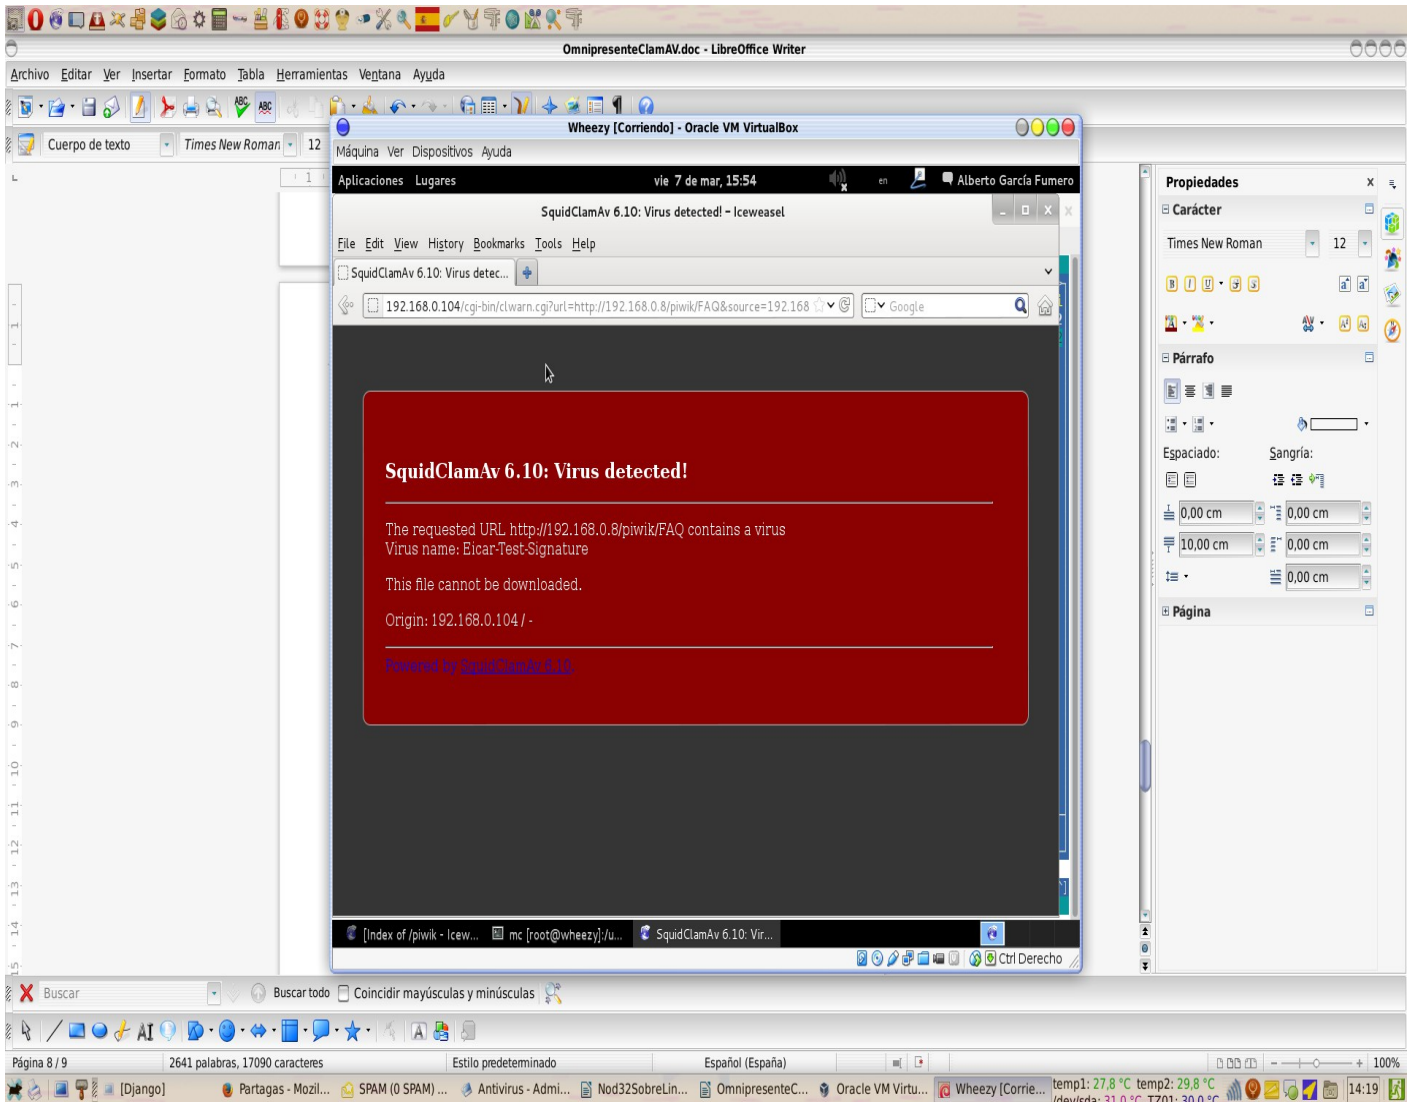 OmnipresenteClamAV.doc - LibreOffice Writer
Archivo Editar Ver Insertar Formato Tabla Herramientas Ventana Ayuda
Cuerpo de texto Times New Roman 12
Wheezy [Corriendo] - Oracle VM VirtualBox
Máquina Ver Dispositivos Ayuda
Aplicaciones Lugares vie 7 de mar, 15:54 en Alberto García Fumero
SquidClamAv 6.10: Virus detected! - Iceweasel
File Edit View History Bookmarks Tools Help
SquidClamAv 6.10: Virus detec...
192.168.0.104/cgi-bin/clwarn.cgi?url=http://192.168.0.8/piwik/FAQ&source=192.168 Google
SquidClamAv 6.10: Virus detected!
The requested URL http://192.168.0.8/piwik/FAQ contains a virus
Virus name: Eicar-Test-Signature
This file cannot be downloaded.
Origin: 192.168.0.104 / -
Powered by SquidClamAv 6.10.
[Index of /piwik - Icew... mc [root@wheezy]:/u... SquidClamAv 6.10: Vir...
Ctrl Derecho
Propiedades
Carácter
Times New Roman 12
Párrafo
Espaciado: Sangría:
0,00 cm 0,00 cm
10,00 cm 0,00 cm
0,00 cm
Página
Buscar Buscar todo Coincidir mayúsculas y minúsculas
Página 8 / 9 2641 palabras, 17090 caracteres Estilo predeterminado Español (España) 100%
[Django] Partagas - Mozil... SPAM (0 SPAM) ... Antivirus - Admi... Nod32SobreLin... OmnipresenteC... Oracle VM Virtu... Wheezy [Corrie... temp1: 27,8 °C temp2: 29,8 °C 14:19
/dev/sda: 31,0 °C TZ01: 30,0 °C